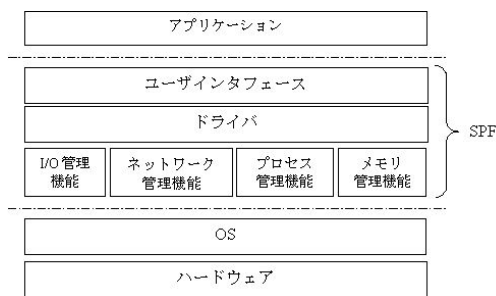 アプリケーション
ユーザインタフェース
ドライバ
SPF
I/O 管理
機能
ネットワーク
管理機能
プロセス
管理機能
メモリ
管理機能
OS
ハードウェア